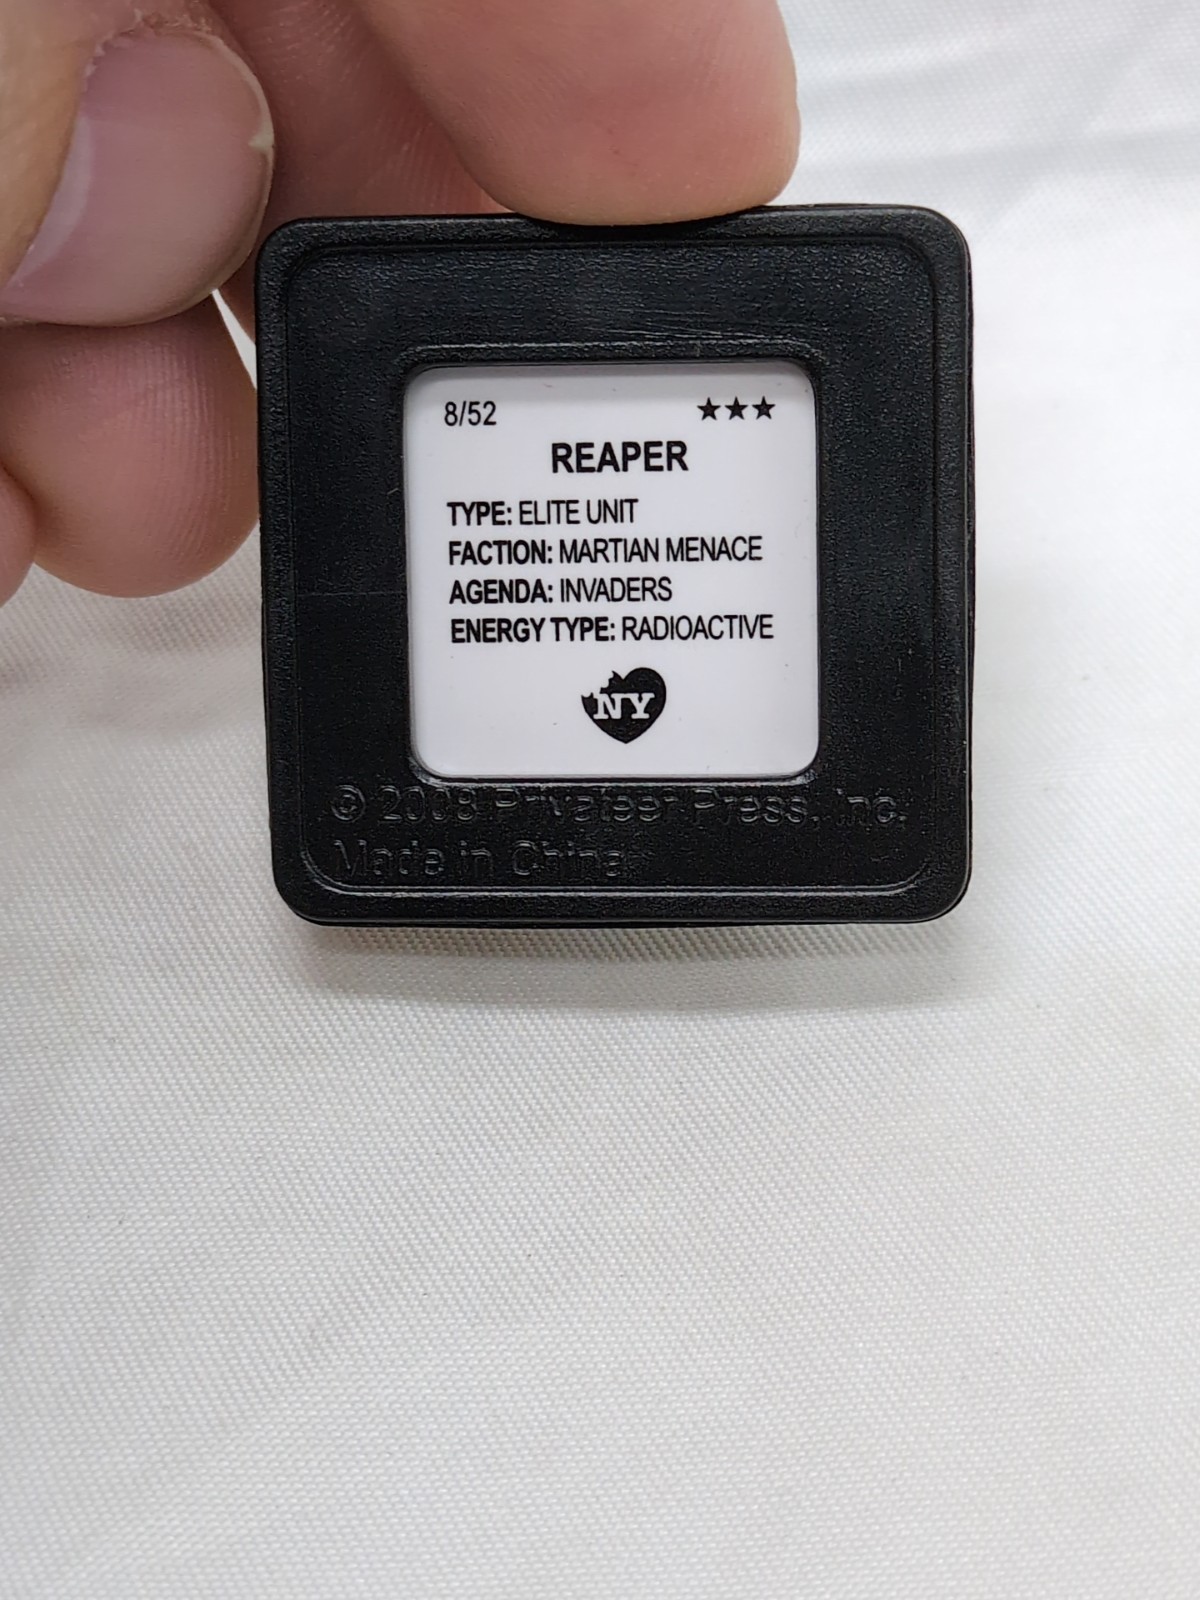 8/52 ★★★
REAPER
TYPE: ELITE UNIT
FACTION: MARTIAN MENACE
AGENDA: INVADERS
ENERGY TYPE: RADIOACTIVE
NY
© 2008 Privateer Press, Inc.
Made in China